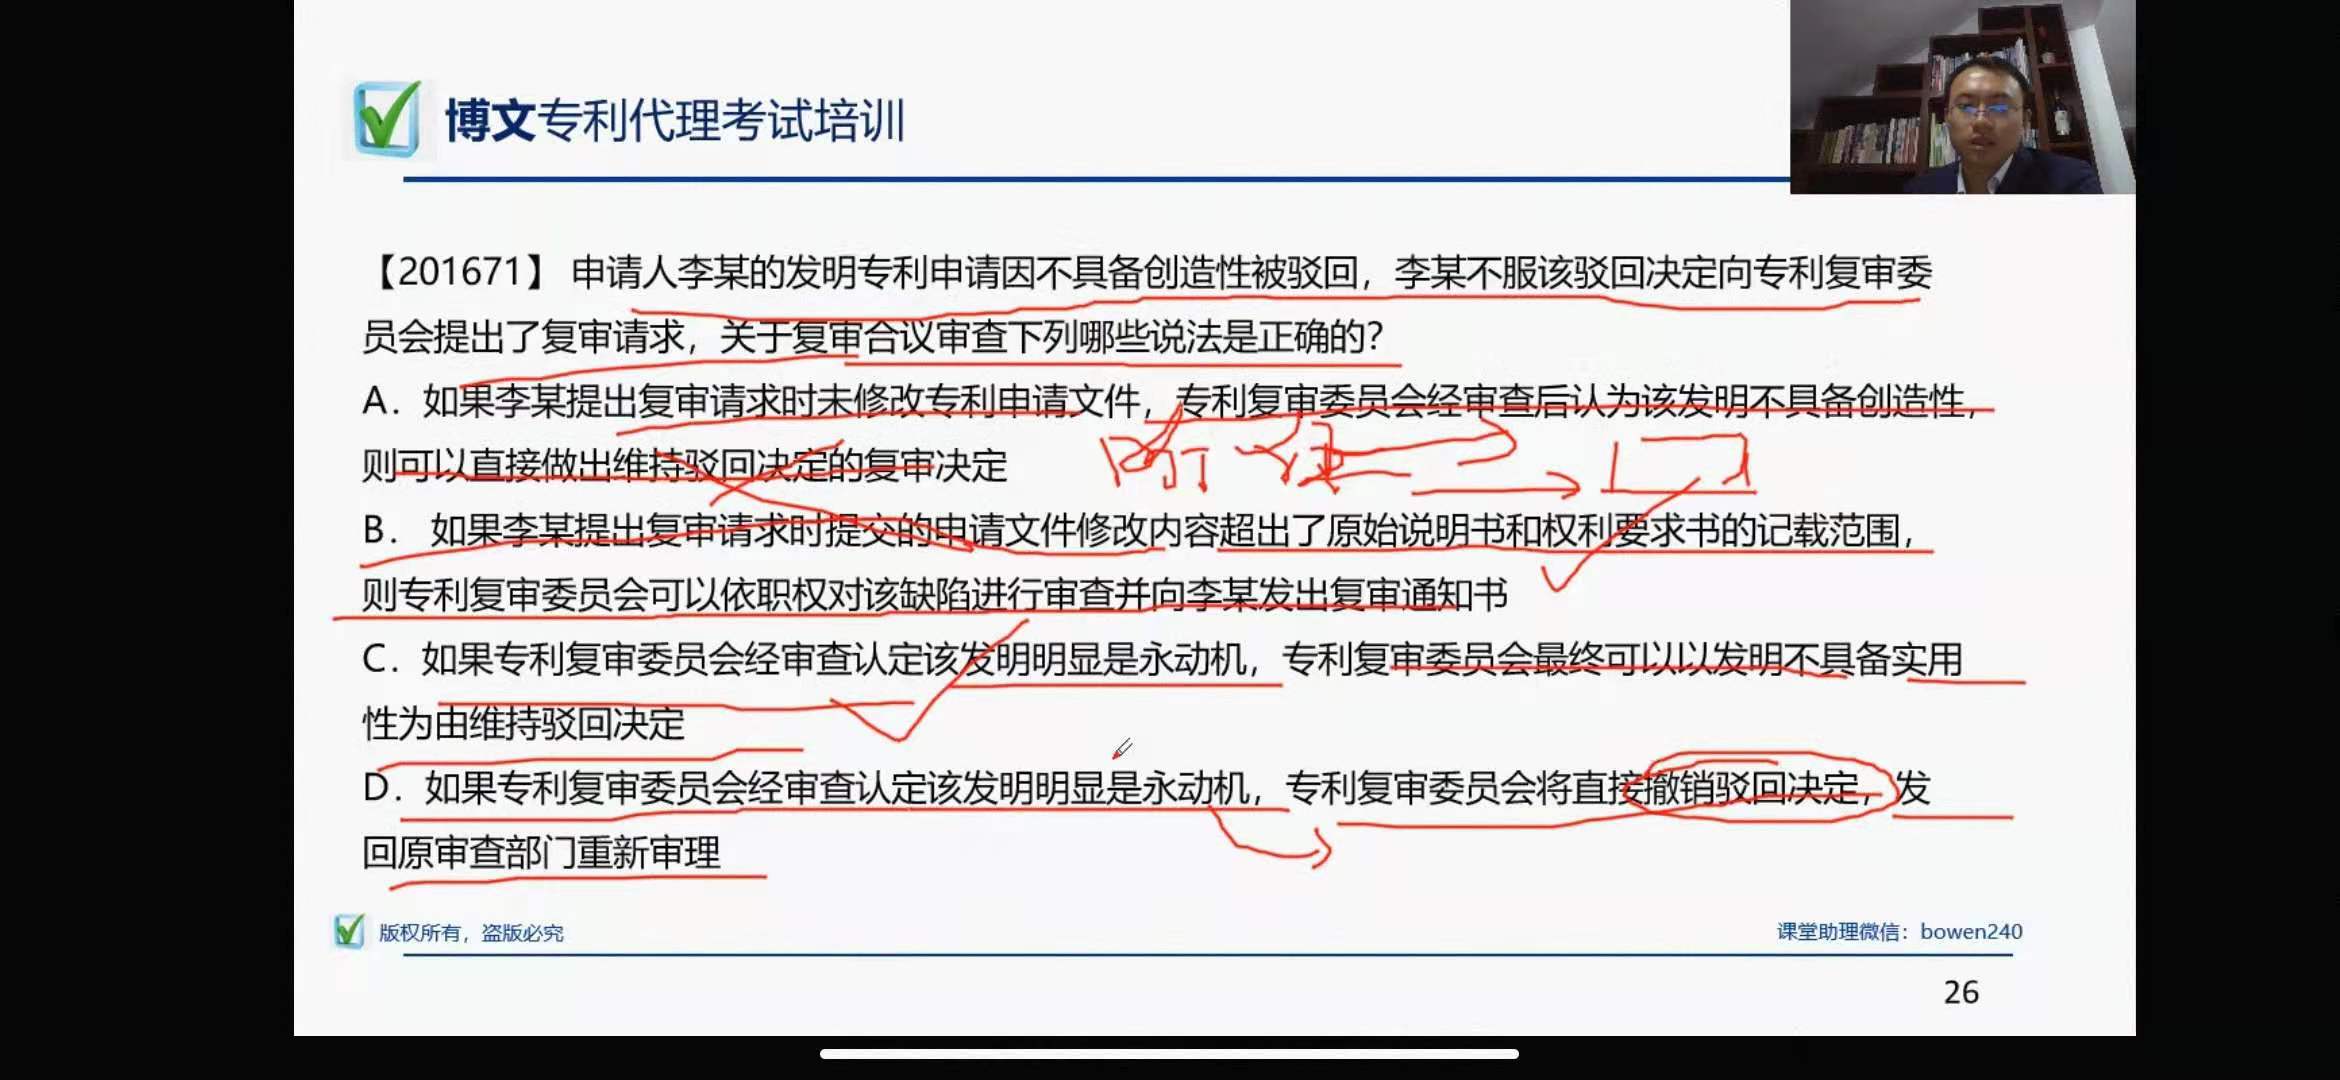 博文专利代理考试培训
【201671】 申请人李某的发明专利申请因不具备创造性被驳回，李某不服该驳回决定向专利复审委
员会提出了复审请求，关于复审合议审查下列哪些说法是正确的？
A．如果李某提出复审请求时未修改专利申请文件，专利复审委员会经审查后认为该发明不具备创造性，
则可以直接做出维持驳回决定的复审决定
B． 如果李某提出复审请求时提交的申请文件修改内容超出了原始说明书和权利要求书的记载范围，
则专利复审委员会可以依职权对该缺陷进行审查并向李某发出复审通知书
C．如果专利复审委员会经审查认定该发明明显是永动机，专利复审委员会最终可以以发明不具备实用
性为由维持驳回决定
D．如果专利复审委员会经审查认定该发明明显是永动机，专利复审委员会将直接撤销驳回决定，发
回原审查部门重新审理
版权所有，盗版必究
课堂助理微信：bowen240
26